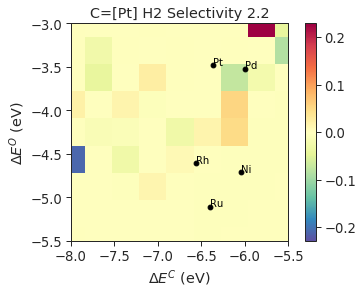 C=[Pt] H2 Selectivity 2.2
−3.0
−3.5
−4.0
−4.5
−5.0
−5.5
ΔE^O (eV)
Pt
Pd
Rh
Ni
Ru
−8.0 −7.5 −7.0 −6.5 −6.0 −5.5
ΔE^C (eV)
0.2
0.1
0.0
−0.1
−0.2